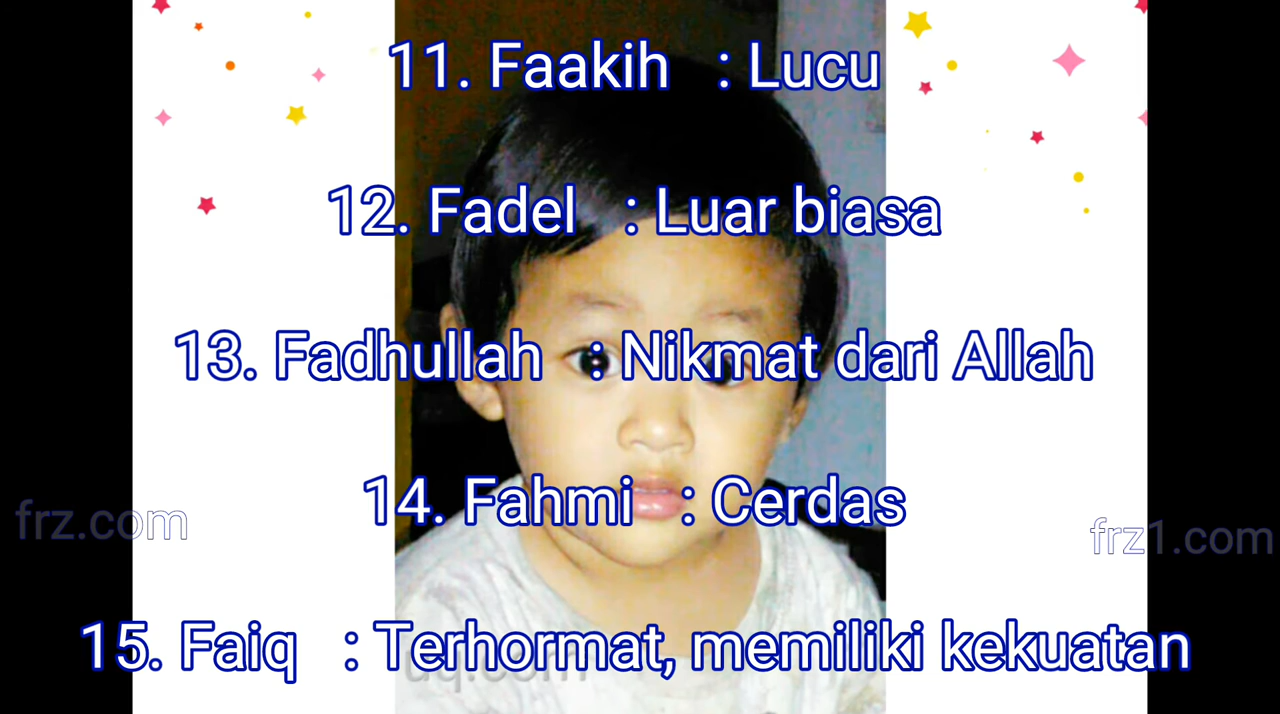 11. Faakih : Lucu
12. Fadel : Luar biasa
13. Fadhullah : Nikmat dari Allah
14. Fahmi : Cerdas
frz.com
frz1.com
15. Faiq : Terhormat, memiliki kekuatan